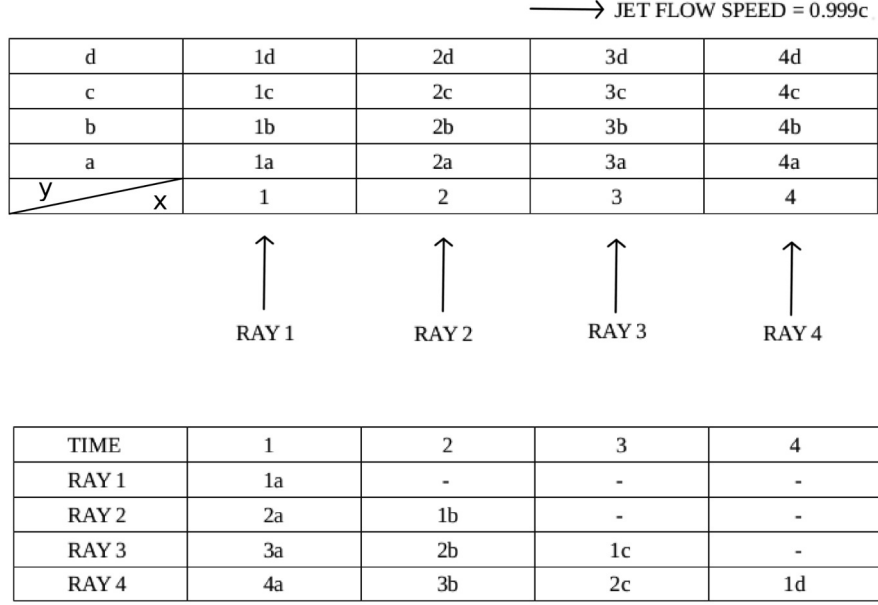 JET FLOW SPEED = 0.999c
d 1d 2d 3d 4d
c 1c 2c 3c 4c
b 1b 2b 3b 4b
a 1a 2a 3a 4a
y x 1 2 3 4
RAY 1 RAY 2 RAY 3 RAY 4
TIME 1 2 3 4
RAY 1 1a - - -
RAY 2 2a 1b - -
RAY 3 3a 2b 1c -
RAY 4 4a 3b 2c 1d